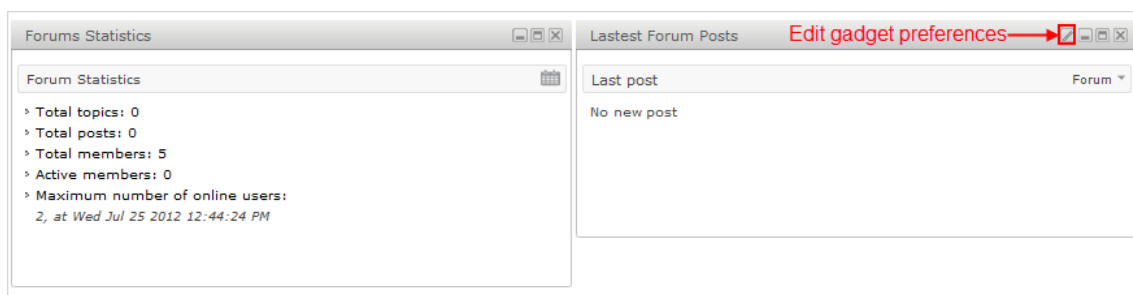 Forums Statistics
Forum Statistics
Total topics: 0
Total posts: 0
Total members: 5
Active members: 0
Maximum number of online users:
2, at Wed Jul 25 2012 12:44:24 PM
Lastest Forum Posts
Edit gadget preferences
Last post
Forum
No new post